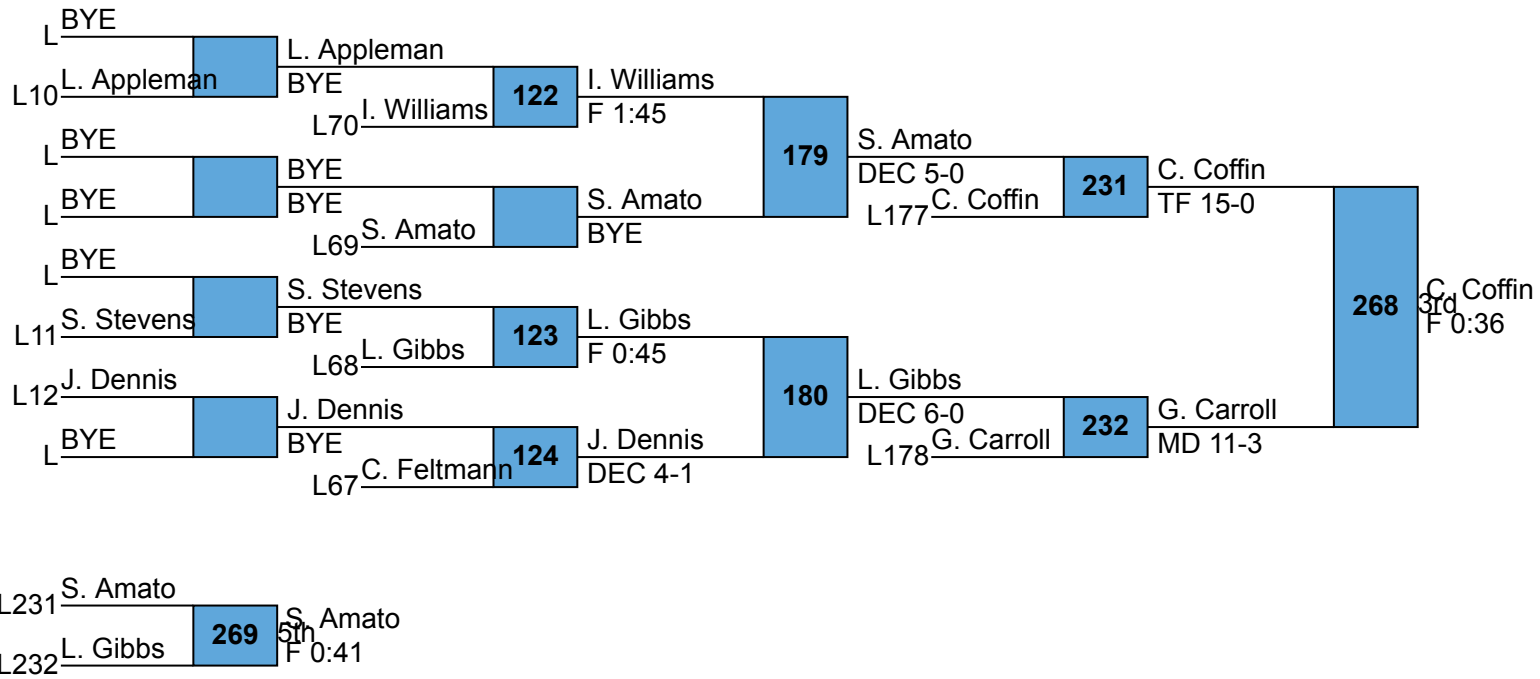 BYE
L
L. Appleman
L10
L. Appleman
BYE
I. Williams
L70
122
I. Williams
F 1:45
BYE
L
BYE
L
BYE
BYE
S. Amato
L69
S. Amato
BYE
179
S. Amato
DEC 5-0
C. Coffin
L177
231
C. Coffin
TF 15-0
BYE
L
S. Stevens
L11
S. Stevens
BYE
L. Gibbs
L68
123
L. Gibbs
F 0:45
J. Dennis
L12
BYE
L
J. Dennis
BYE
C. Feltmann
L67
124
J. Dennis
DEC 4-1
180
L. Gibbs
DEC 6-0
G. Carroll
L178
232
G. Carroll
MD 11-3
268
3rd
C. Coffin
F 0:36
S. Amato
L231
L. Gibbs
L232
269
5th
S. Amato
F 0:41